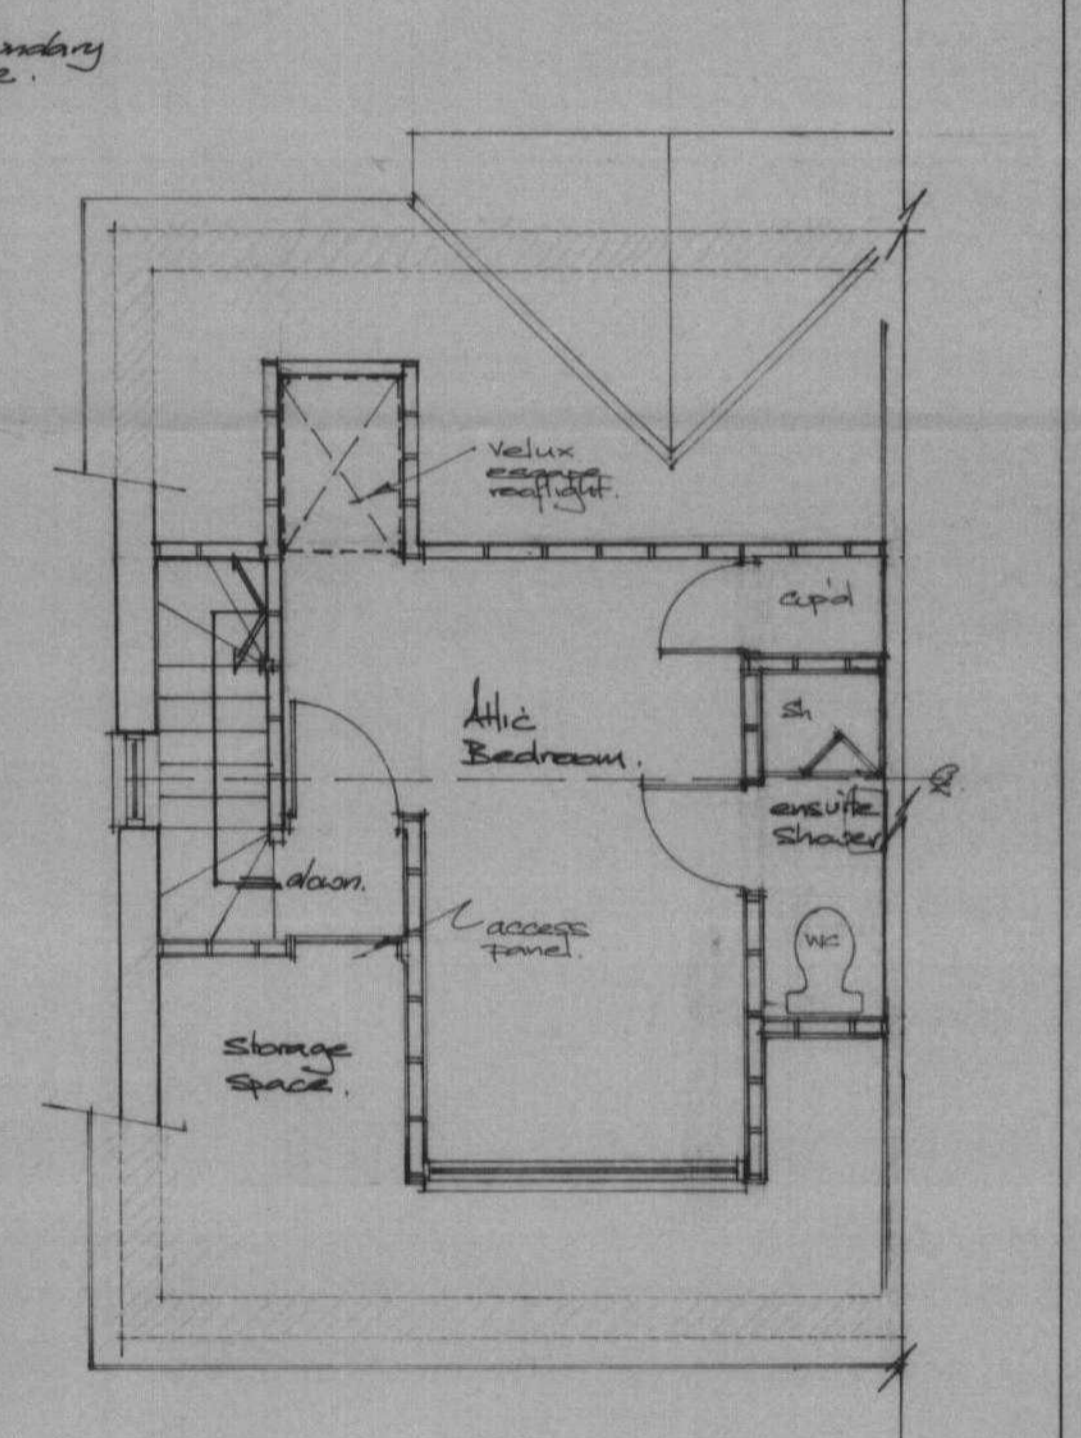 Velux
escape
rooflight.
cup'd
Sh
Attic
Bedroom.
ensuite
Shower
down.
access
panel.
WC
Storage
Space.